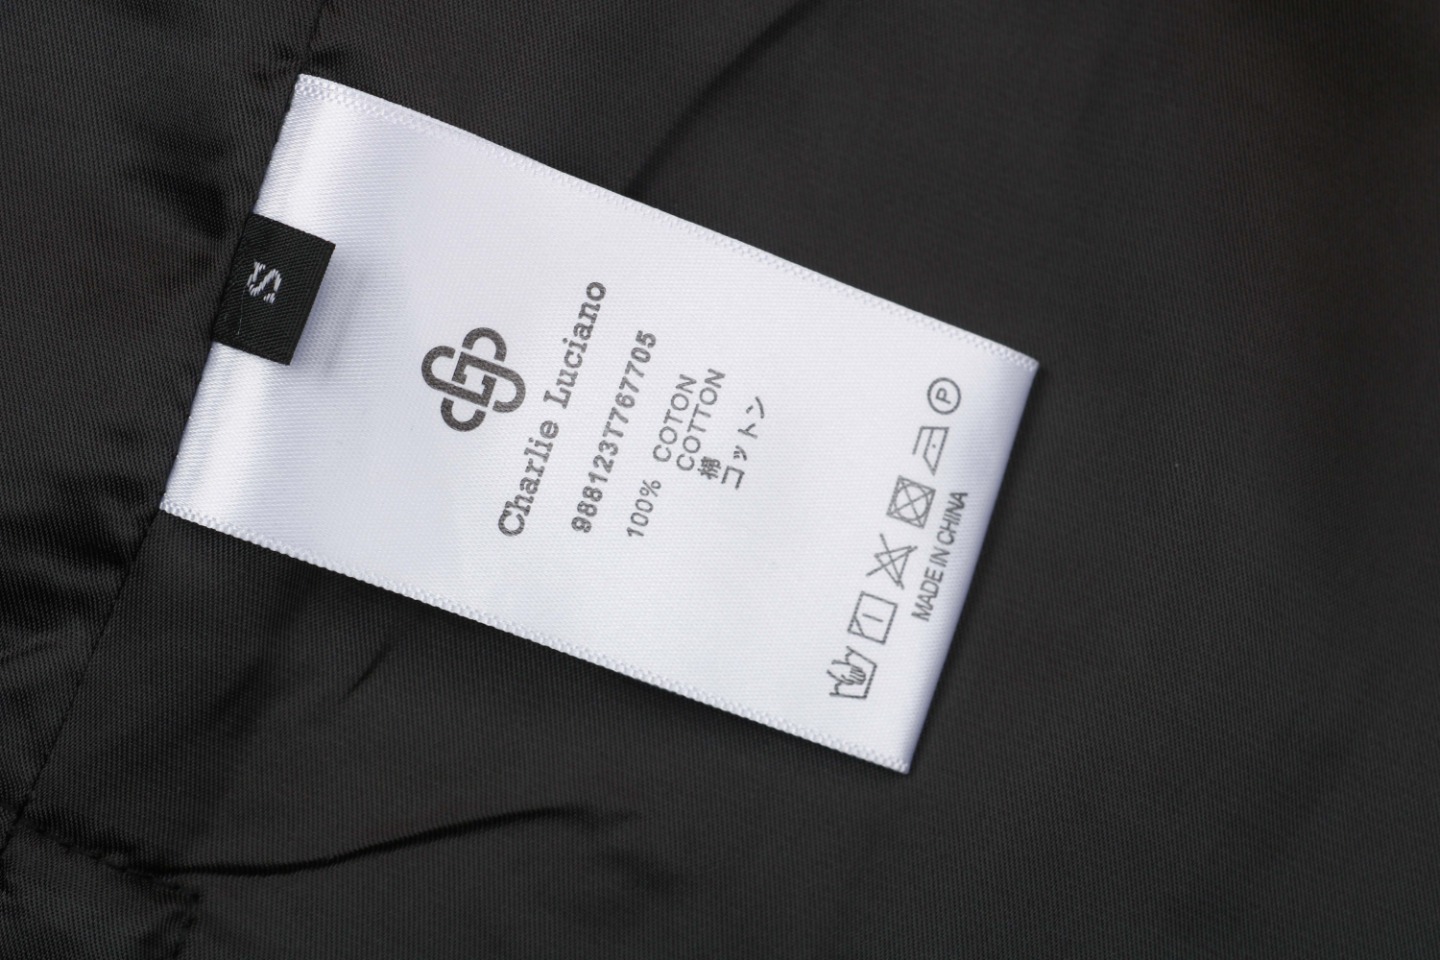 S
Charlie Luciano
988123T767705
100% COTON
COTTON
棉
コットン
P
MADE IN CHINA